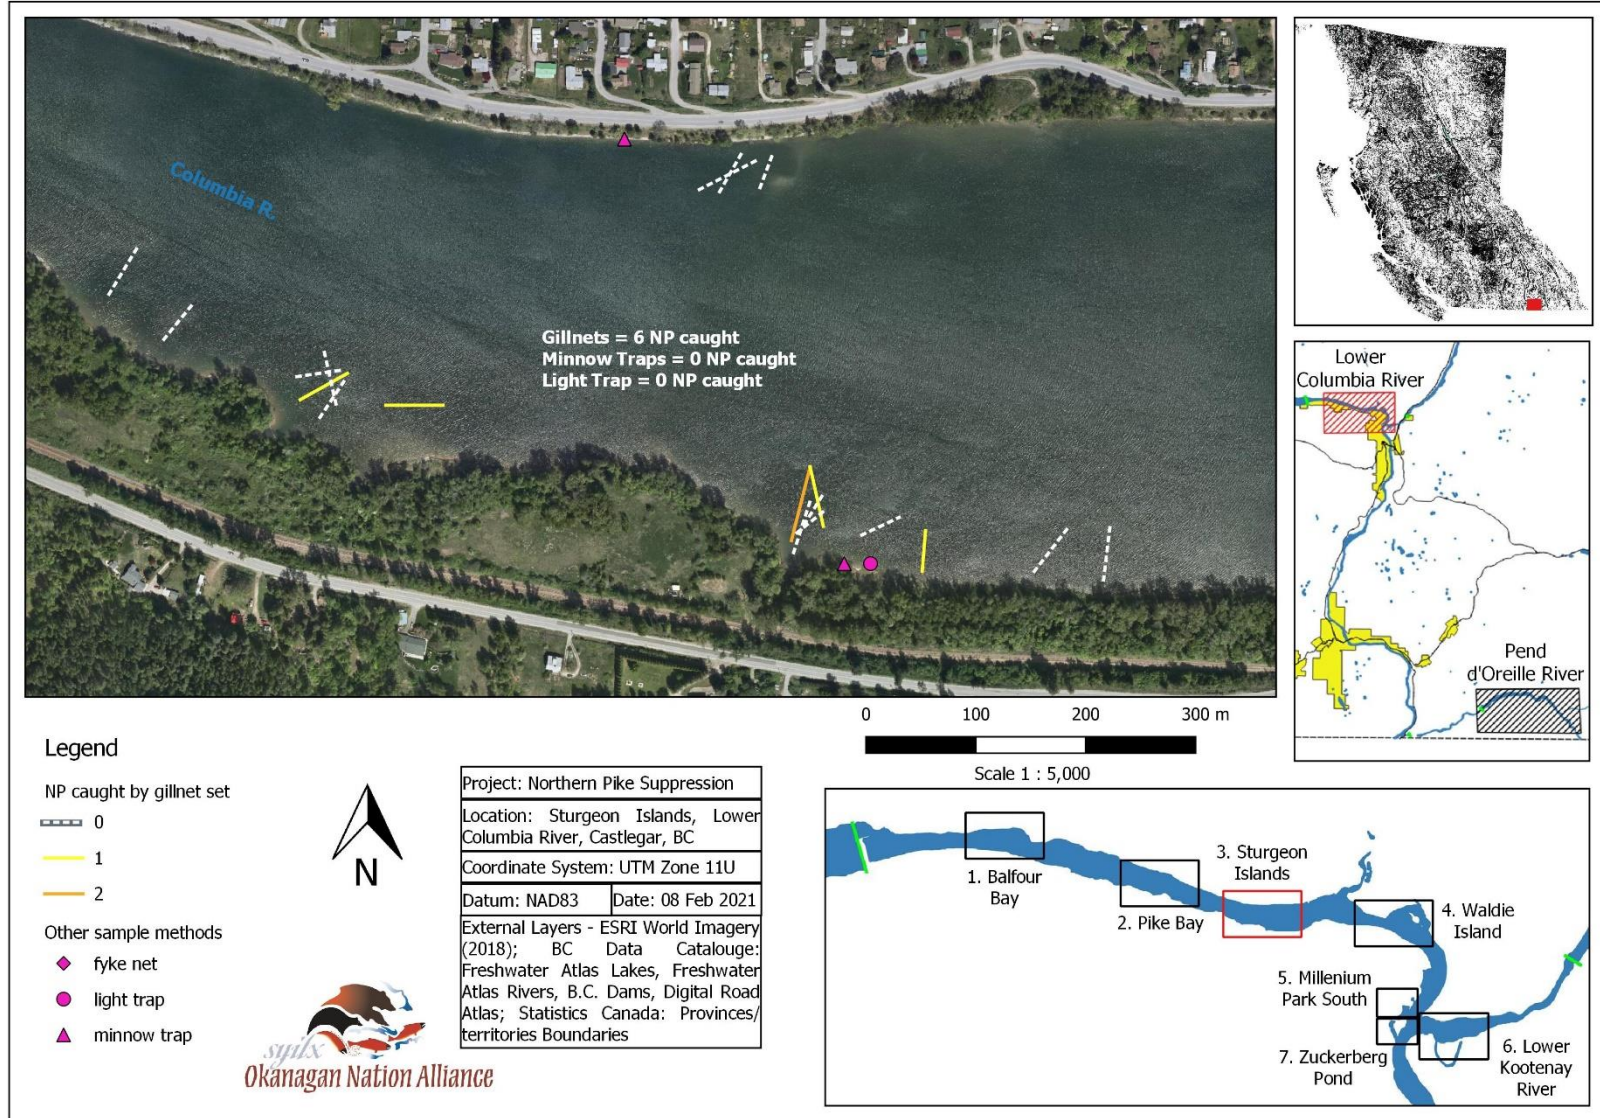 Columbia R.
Gillnets = 6 NP caught
Minnow Traps = 0 NP caught
Light Trap = 0 NP caught
Lower
Columbia River
Pend
d'Oreille River
0 100 200 300 m
Scale 1 : 5,000
Legend
NP caught by gillnet set
0
1
2
Other sample methods
fyke net
light trap
minnow trap
N
syilx
Okanagan Nation Alliance
Project: Northern Pike Suppression
Location: Sturgeon Islands, Lower
Columbia River, Castlegar, BC
Coordinate System: UTM Zone 11U
Datum: NAD83 Date: 08 Feb 2021
External Layers - ESRI World Imagery
(2018); BC Data Catalouge:
Freshwater Atlas Lakes, Freshwater
Atlas Rivers, B.C. Dams, Digital Road
Atlas; Statistics Canada: Provinces/
territories Boundaries
1. Balfour
Bay
2. Pike Bay
3. Sturgeon
Islands
4. Waldie
Island
5. Millenium
Park South
6. Lower
Kootenay
River
7. Zuckerberg
Pond